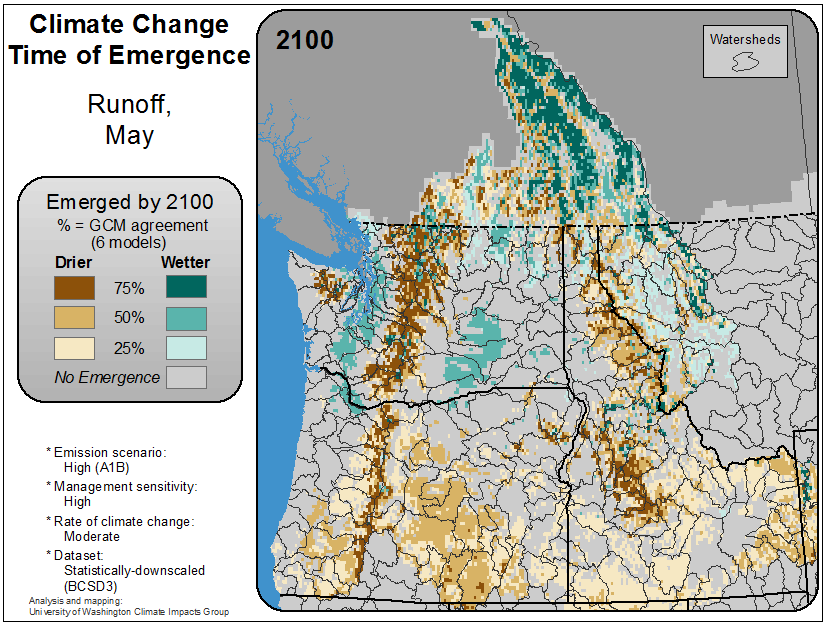 Climate Change
Time of Emergence
Runoff,
May
Emerged by 2100
% = GCM agreement
(6 models)
Drier Wetter
75%
50%
25%
No Emergence
* Emission scenario:
High (A1B)
* Management sensitivity:
High
* Rate of climate change:
Moderate
* Dataset:
Statistically-downscaled
(BCSD3)
Analysis and mapping:
University of Washington Climate Impacts Group
2100
Watersheds